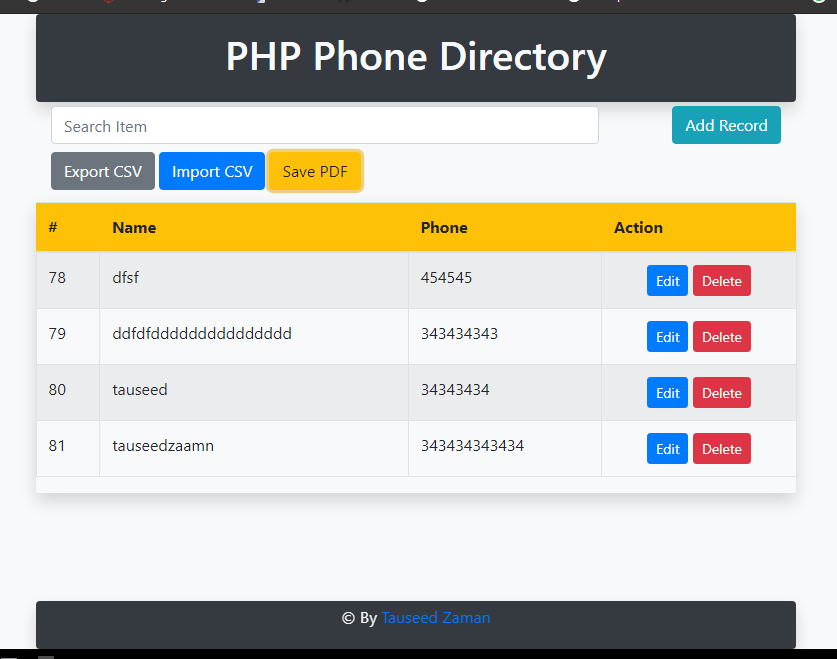 PHP Phone Directory
Search Item
Add Record
Export CSV Import CSV Save PDF
# Name Phone Action
78 dfsf 454545 Edit Delete
79 ddfdfddddddddddddddd 343434343 Edit Delete
80 tauseed 34343434 Edit Delete
81 tauseedzaamn 343434343434 Edit Delete
© By Tauseed Zaman